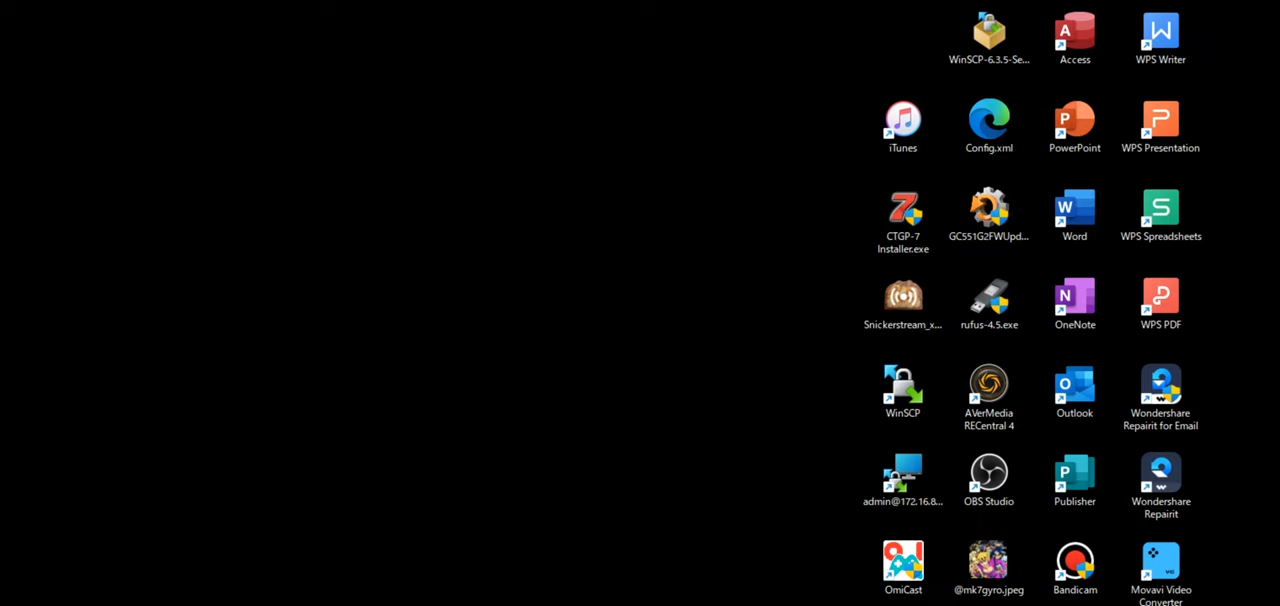 WinSCP-6.3.5-Se...
Access
WPS Writer
iTunes
Config.xml
PowerPoint
WPS Presentation
CTGP-7
Installer.exe
GC551G2FWUpd...
Word
WPS Spreadsheets
Snickerstream_x...
rufus-4.5.exe
OneNote
WPS PDF
WinSCP
AVerMedia
RECentral 4
Outlook
Wondershare
Repairit for Email
admin@172.16.8...
OBS Studio
Publisher
Wondershare
Repairit
OmiCast
@mk7gyro.jpeg
Bandicam
Movavi Video
Converter